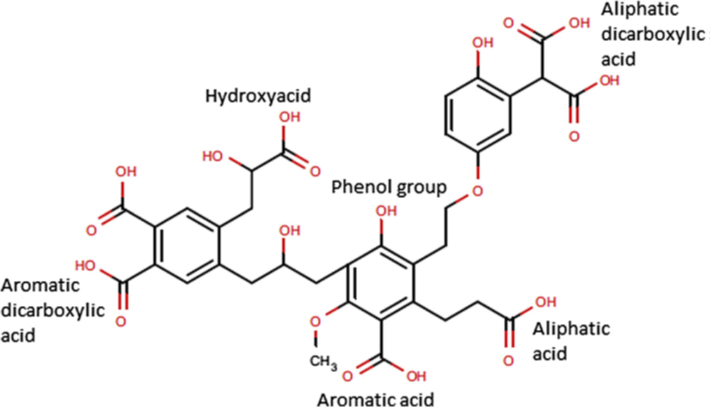 Aliphatic
dicarboxylic
acid
O
OH
OH
OH
O
Hydroxyacid
OH
HO
O
Phenol group
O
OH
OH
O
OH
HO
O
Aromatic
dicarboxylic
acid
O
CH3
OH
O
Aliphatic
acid
O
OH
Aromatic acid